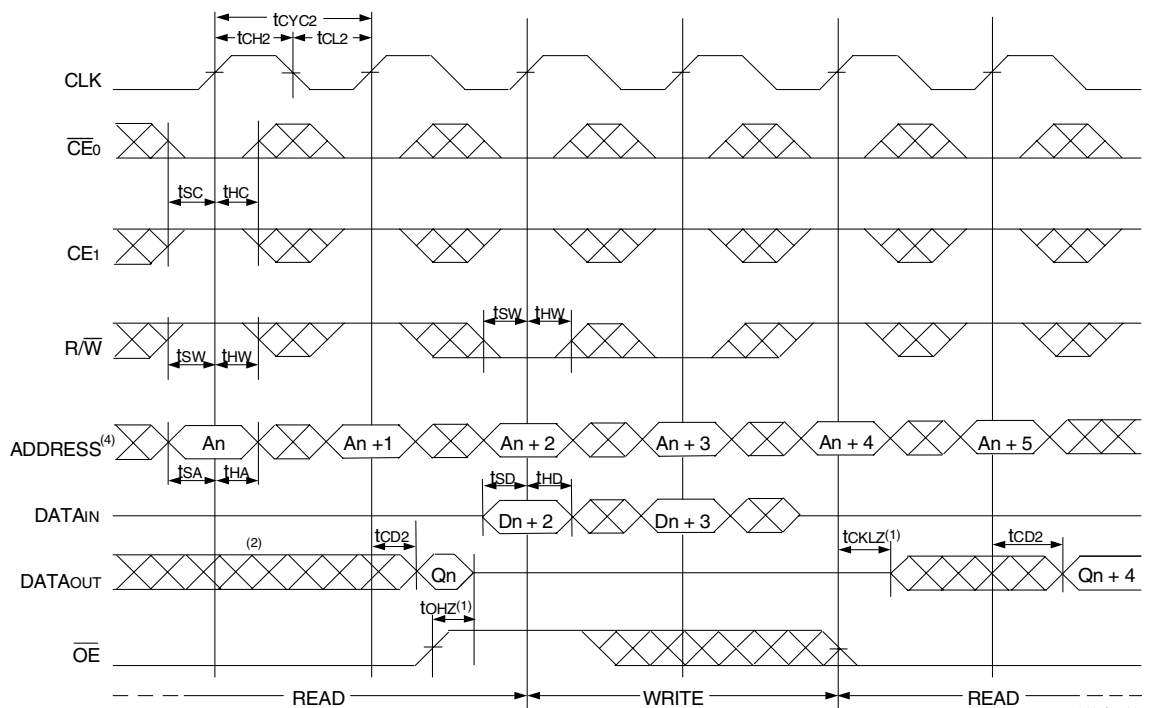 tCYC2
tCH2 tCL2
CLK
CE0
tSC tHC
CE1
tSW tHW
R/W
tSW tHW
ADDRESS(4) An An +1 An + 2 An + 3 An + 4 An + 5
tSA tHA tSD tHD
DATAIN Dn + 2 Dn + 3
(2) tCD2 tCKLZ(1) tCD2
DATAOUT Qn Qn + 4
tOHZ(1)
OE
READ WRITE READ